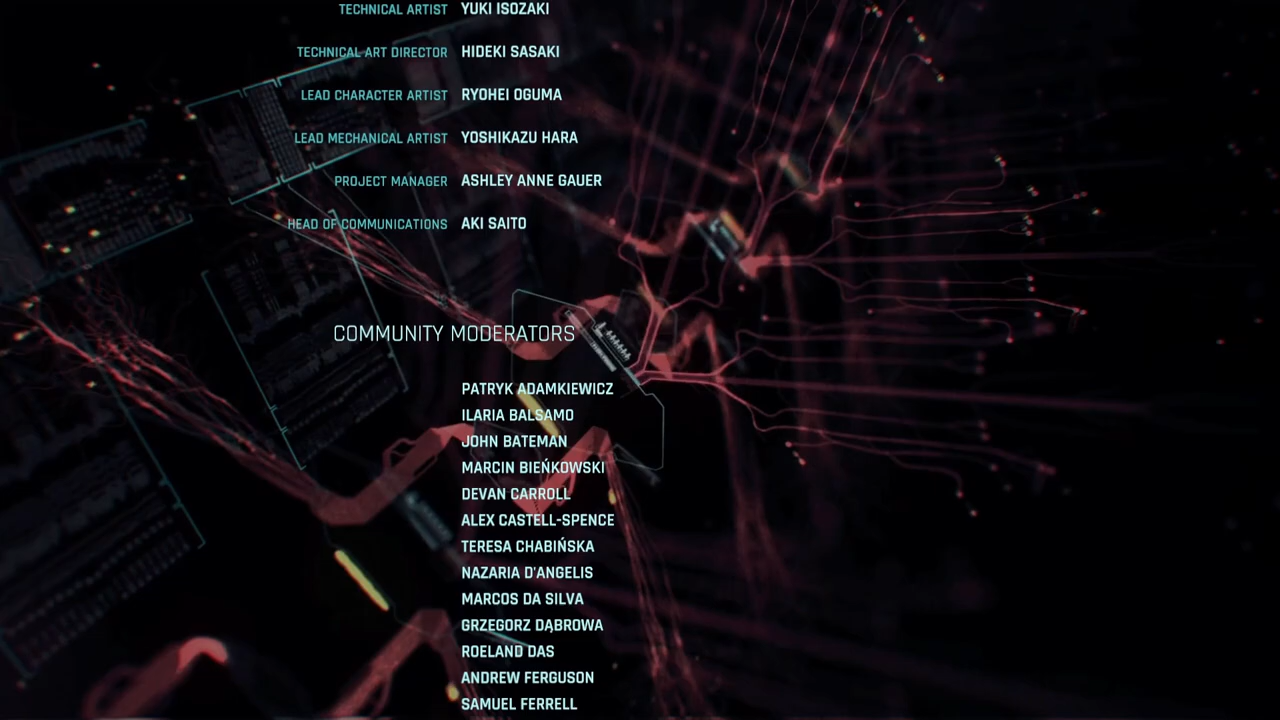 TECHNICAL ARTIST YUKI ISOZAKI
TECHNICAL ART DIRECTOR HIDEKI SASAKI
LEAD CHARACTER ARTIST RYOHEI OGUMA
LEAD MECHANICAL ARTIST YOSHIKAZU HARA
PROJECT MANAGER ASHLEY ANNE GAUER
HEAD OF COMMUNICATIONS AKI SAITO
COMMUNITY MODERATORS
PATRYK ADAMKIEWICZ
ILARIA BALSAMO
JOHN BATEMAN
MARCIN BIEŃKOWSKI
DEVAN CARROLL
ALEX CASTELL-SPENCE
TERESA CHABIŃSKA
NAZARIA D'ANGELIS
MARCOS DA SILVA
GRZEGORZ DĄBROWA
ROELAND DAS
ANDREW FERGUSON
SAMUEL FERRELL